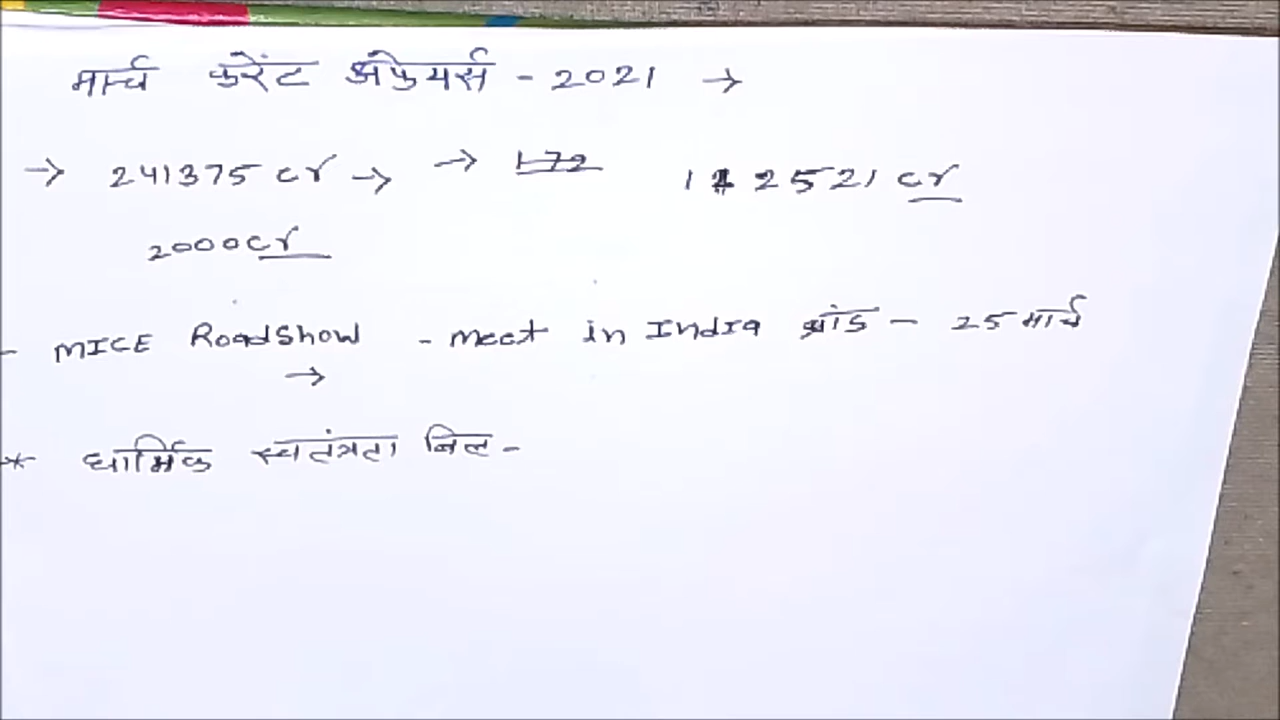 मार्च करेंट अफेयर्स - 2021 →
→ 241375 cr → → 172 1 2521 cr
2000cr
- MICE RoadShow - meet in India ब्रांड - 25 मार्च
→
* धार्मिक स्वतंत्रता बिल -